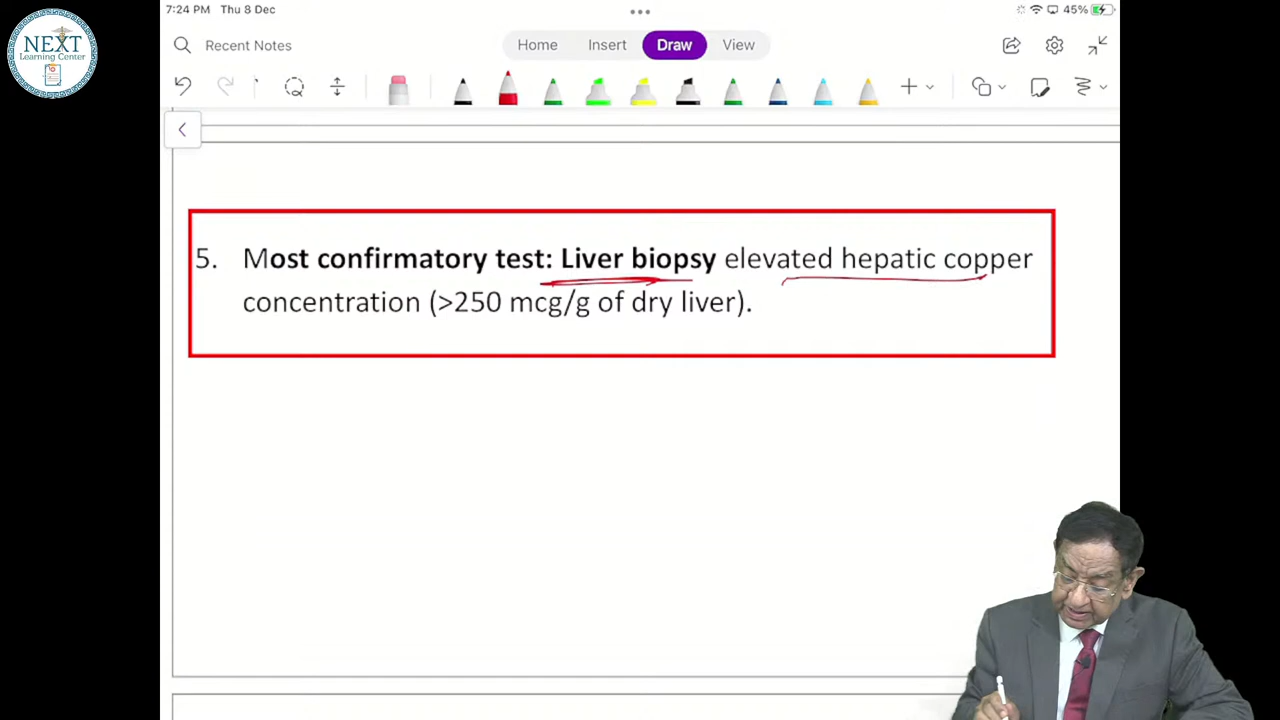 7:24 PM Thu 8 Dec
45%
NEXT
Learning Center
Recent Notes
Home Insert Draw View
5. Most confirmatory test: Liver biopsy elevated hepatic copper
concentration (>250 mcg/g of dry liver).